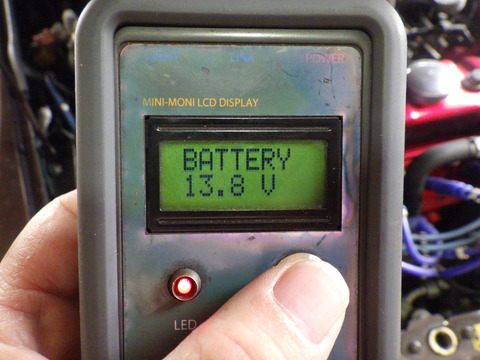 POWER
MINI-MONI LCD DISPLAY
BATTERY
13.8 V
LED